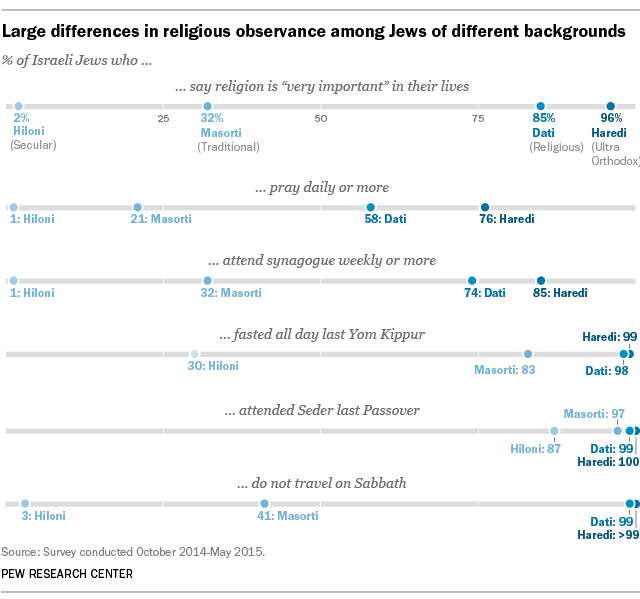 Large differences in religious observance among Jews of different backgrounds
% of Israeli Jews who ...
... say religion is “very important” in their lives
2% 25 32% 50 75 85% 96%
Hiloni Masorti Dati Haredi
(Secular) (Traditional) (Religious) (Ultra
Orthodox)
... pray daily or more
1: Hiloni 21: Masorti 58: Dati 76: Haredi
... attend synagogue weekly or more
1: Hiloni 32: Masorti 74: Dati 85: Haredi
... fasted all day last Yom Kippur
Haredi: 99
30: Hiloni Masorti: 83 Dati: 98
... attended Seder last Passover
Masorti: 97
Hiloni: 87 Dati: 99
Haredi: 100
... do not travel on Sabbath
3: Hiloni 41: Masorti Dati: 99
Haredi: >99
Source: Survey conducted October 2014-May 2015.
PEW RESEARCH CENTER